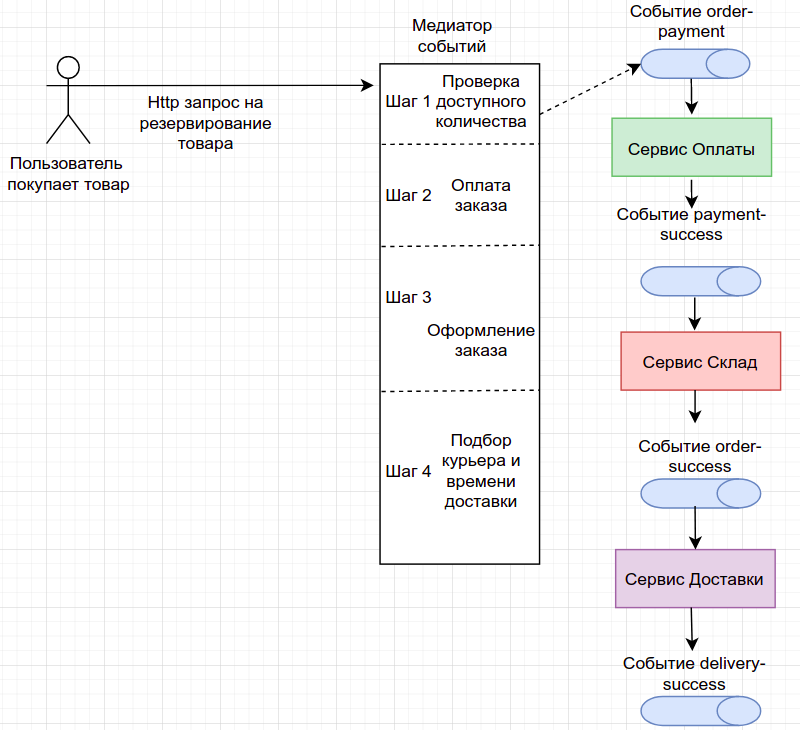 Медиатор
событий
Событие order-
payment
Http запрос на
резервирование
товара
Пользователь
покупает товар
Шаг 1
Проверка
доступного
количества
Сервис Оплаты
Шаг 2
Оплата
заказа
Событие payment-
success
Шаг 3
Оформление
заказа
Сервис Склад
Шаг 4
Подбор
курьера и
времени
доставки
Событие order-
success
Сервис Доставки
Событие delivery-
success